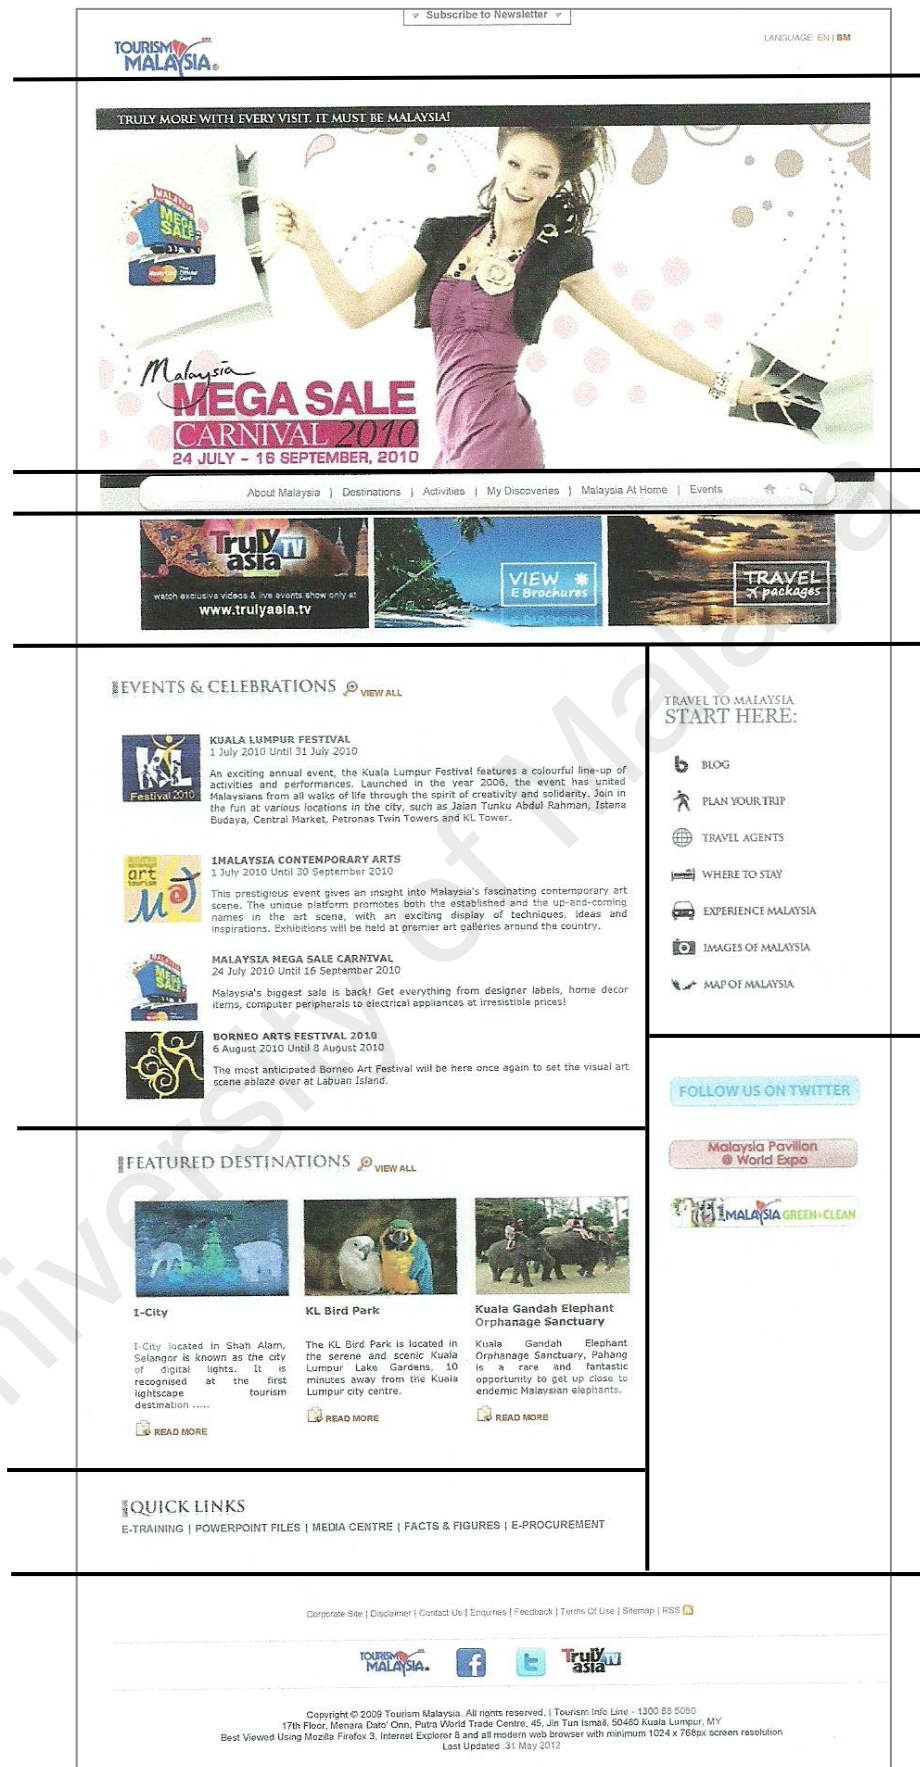 Subscribe to Newsletter
TOURISM
MALAYSIA
LANGUAGE: EN | BM
TRULY MORE WITH EVERY VISIT. IT MUST BE MALAYSIA!
MALAYSIA
MEGA
SALE
MasterCard The Official Card
Malaysia
MEGA SALE
CARNIVAL 2010
24 JULY - 16 SEPTEMBER, 2010
About Malaysia | Destinations | Activities | My Discoveries | Malaysia At Home | Events
Truly
asia TV
watch exclusive videos & live events show only at
www.trulyasia.tv
VIEW
E Brochures
TRAVEL
packages
EVENTS & CELEBRATIONS VIEW ALL
KL
Festival 2010
KUALA LUMPUR FESTIVAL
1 July 2010 Until 31 July 2010
An exciting annual event, the Kuala Lumpur Festival features a colourful line-up of
activities and performances. Launched in the year 2006, the event has united
Malaysians from all walks of life through the spirit of creativity and solidarity. Join in
the fun at various locations in the city, such as Jalan Tunku Abdul Rahman, Istana
Budaya, Central Market, Petronas Twin Towers and KL Tower.
art
tourism
1MALAYSIA CONTEMPORARY ARTS
1 July 2010 Until 30 September 2010
This prestigious event gives an insight into Malaysia's fascinating contemporary art
scene. The unique platform promotes both the established and the up-and-coming
names in the art scene, with an exciting display of techniques, ideas and
inspirations. Exhibitions will be held at premier art galleries around the country.
MEGA
SALE
MALAYSIA MEGA SALE CARNIVAL
24 July 2010 Until 16 September 2010
Malaysia's biggest sale is back! Get everything from designer labels, home decor
items, computer peripherals to electrical appliances at irresistible prices!
BORNEO ARTS FESTIVAL 2010
6 August 2010 Until 8 August 2010
The most anticipated Borneo Art Festival will be here once again to set the visual art
scene ablaze over at Labuan Island.
TRAVEL TO MALAYSIA
START HERE:
BLOG
PLAN YOUR TRIP
TRAVEL AGENTS
WHERE TO STAY
EXPERIENCE MALAYSIA
IMAGES OF MALAYSIA
MAP OF MALAYSIA
FOLLOW US ON TWITTER
Malaysia Pavilion
@ World Expo
1MALAYSIA GREEN & CLEAN
FEATURED DESTINATIONS VIEW ALL
I-City
I-City located in Shah Alam,
Selangor is known as the city
of digital lights. It is
recognised at the first
lightscape tourism
destination .....
READ MORE
KL Bird Park
The KL Bird Park is located in
the serene and scenic Kuala
Lumpur Lake Gardens, 10
minutes away from the Kuala
Lumpur city centre.
READ MORE
Kuala Gandah Elephant
Orphanage Sanctuary
Kuala Gandah Elephant
Orphanage Sanctuary, Pahang
is a rare and fantastic
opportunity to get up close to
endemic Malaysian elephants.
READ MORE
QUICK LINKS
E-TRAINING | POWERPOINT FILES | MEDIA CENTRE | FACTS & FIGURES | E-PROCUREMENT
Corporate Site | Disclaimer | Contact Us | Enquiries | Feedback | Terms Of Use | Sitemap | RSS
TOURISM
MALAYSIA
f
t
Truly
asia TV
Copyright © 2009 Tourism Malaysia. All rights reserved. | Tourism Info Line - 1300 88 5050
17th Floor, Menara Dato' Onn, Putra World Trade Centre, 45, Jln Tun Ismail, 50480 Kuala Lumpur, MY
Best Viewed Using Mozilla Firefox 3, Internet Explorer 8 and all modern web browser with minimum 1024 x 768px screen resolution
Last Updated :31 May 2012
University of Malaya